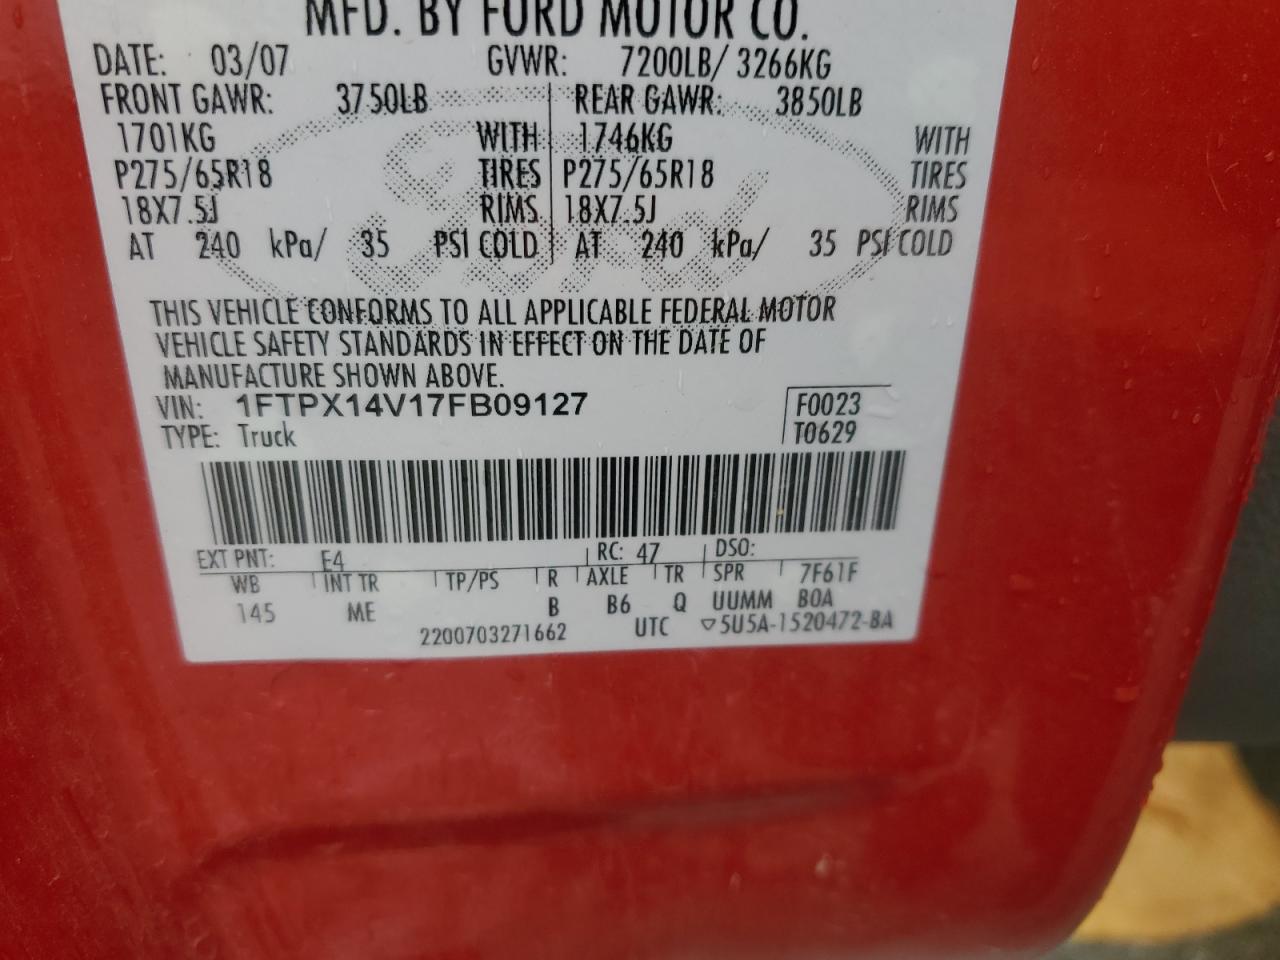 MFD. BY FORD MOTOR CO.
DATE: 03/07 GVWR: 7200LB/ 3266KG
FRONT GAWR: 3750LB REAR GAWR: 3850LB
1701KG WITH 1746KG WITH
P275/65R18 TIRES P275/65R18 TIRES
18X7.5J RIMS 18X7.5J RIMS
AT 240 kPa/ 35 PSI COLD AT 240 kPa/ 35 PSI COLD
THIS VEHICLE CONFORMS TO ALL APPLICABLE FEDERAL MOTOR
VEHICLE SAFETY STANDARDS IN EFFECT ON THE DATE OF
MANUFACTURE SHOWN ABOVE.
VIN: 1FTPX14V17FB09127 F0023
TYPE: Truck T0629
EXT PNT: E4 RC: 47 DSO:
WB INT TR TP/PS R AXLE TR SPR 7F61F
145 ME B B6 Q UUMM BOA
2200703271662 UTC ▽5U5A-1520472-BA